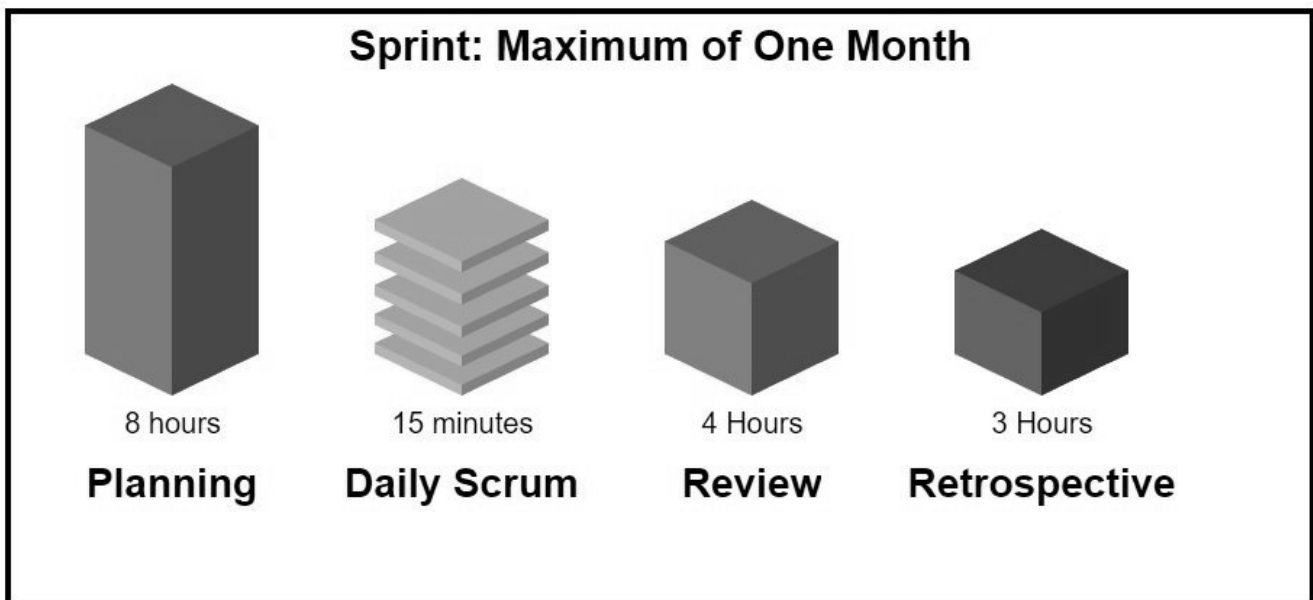 Sprint: Maximum of One Month
8 hours
15 minutes
4 Hours
3 Hours
Planning
Daily Scrum
Review
Retrospective